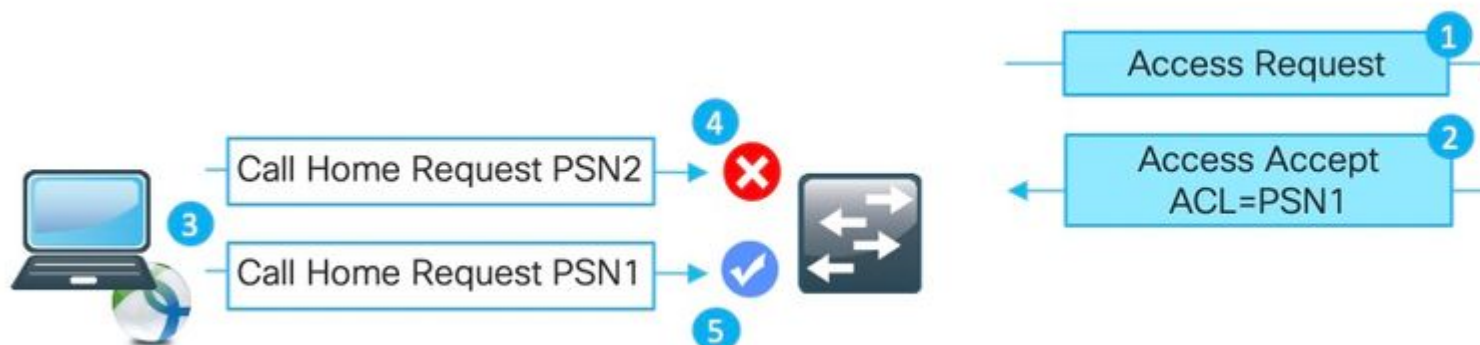 1
Access Request
2
Access Accept
ACL=PSN1
3
4
Call Home Request PSN2
Call Home Request PSN1
5